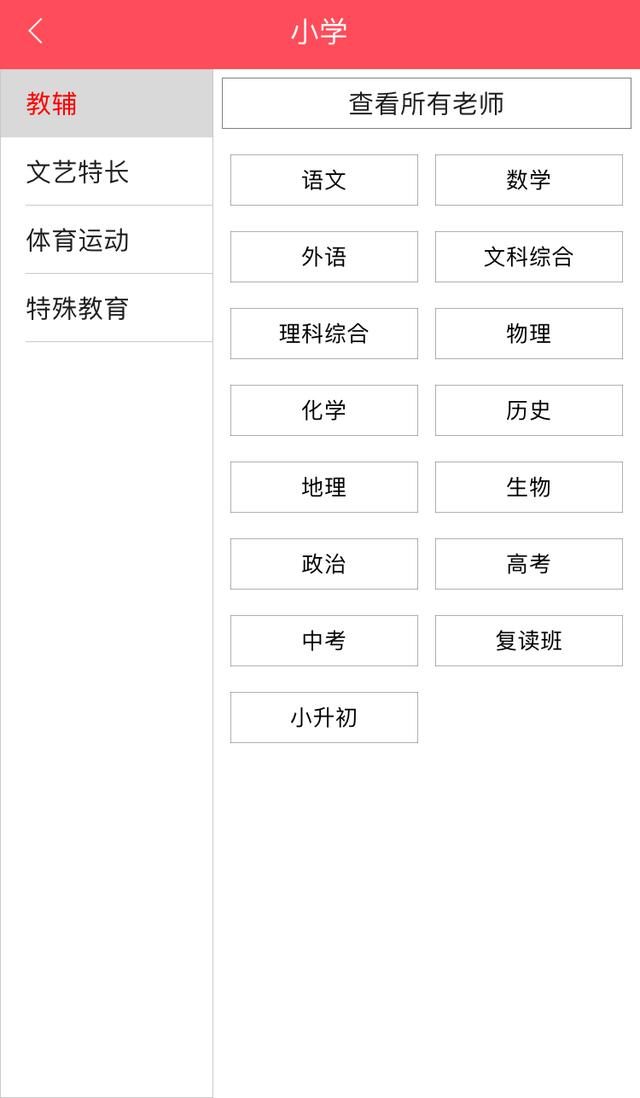 小学
教辅
文艺特长
体育运动
特殊教育
查看所有老师
语文 数学
外语 文科综合
理科综合 物理
化学 历史
地理 生物
政治 高考
中考 复读班
小升初